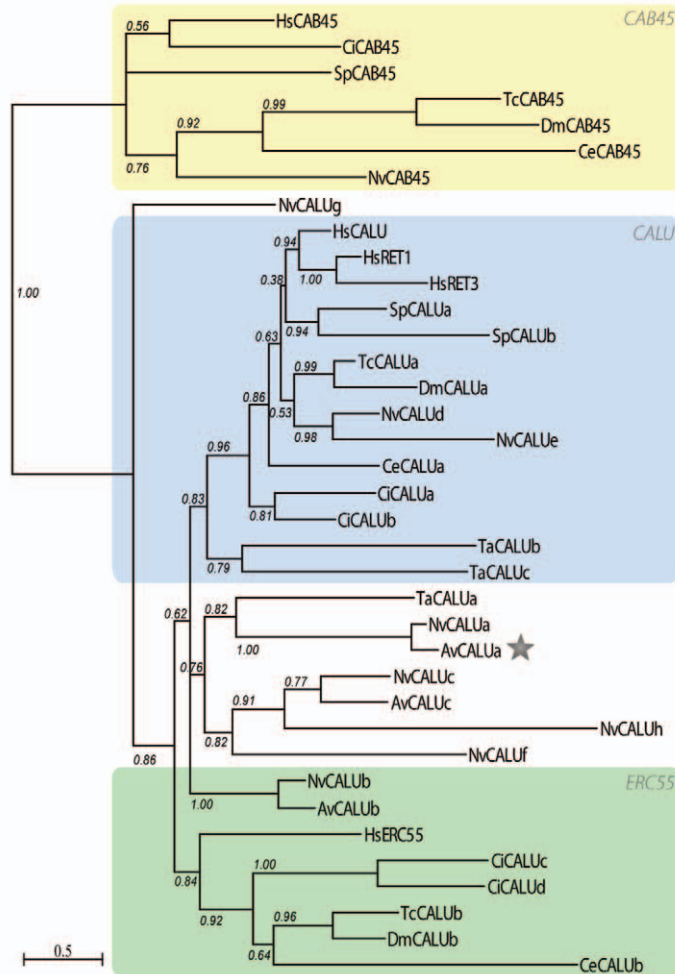 HsCAB45
CAB45
0.56
CiCAB45
SpCAB45
TcCAB45
0.99
DmCAB45
0.92
CeCAB45
0.76
NvCAB45
NvCALUg
HsCALU
CALU
0.94
HsRET1
0.38
1.00
HsRET3
1.00
SpCALUa
0.94
SpCALUb
0.63
TcCALUa
0.99
DmCALUa
0.86
0.53
NvCALUd
0.98
NvCALUe
0.96
CeCALUa
CiCALUa
0.83
0.81
CiCALUb
TaCALUb
0.79
TaCALUc
TaCALUa
0.82
0.62
NvCALUa
1.00
AvCALUa
0.76
NvCALUc
0.77
0.91
AvCALUc
NvCALUh
0.82
NvCALUf
0.86
ERC55
NvCALUb
1.00
AvCALUb
HsERC55
CiCALUc
1.00
0.84
CiCALUd
0.92
TcCALUb
0.96
DmCALUb
0.64
0.5
CeCALUb